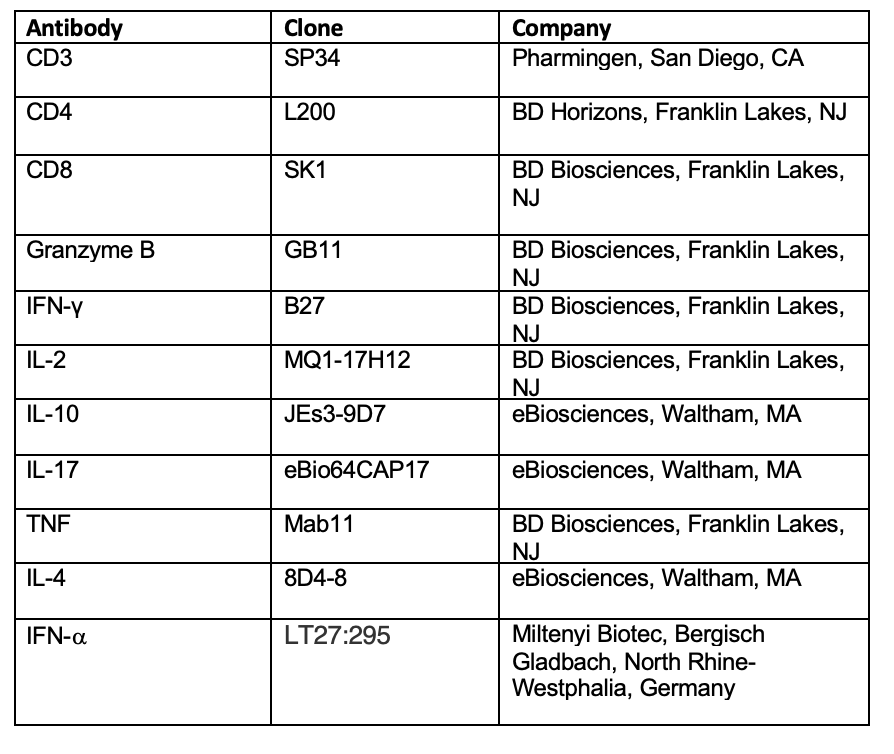 Antibody Clone Company
CD3 SP34 Pharmingen, San Diego, CA
CD4 L200 BD Horizons, Franklin Lakes, NJ
CD8 SK1 BD Biosciences, Franklin Lakes,
NJ
Granzyme B GB11 BD Biosciences, Franklin Lakes,
NJ
IFN-γ B27 BD Biosciences, Franklin Lakes,
NJ
IL-2 MQ1-17H12 BD Biosciences, Franklin Lakes,
NJ
IL-10 JEs3-9D7 eBiosciences, Waltham, MA
IL-17 eBio64CAP17 eBiosciences, Waltham, MA
TNF Mab11 BD Biosciences, Franklin Lakes,
NJ
IL-4 8D4-8 eBiosciences, Waltham, MA
IFN-α LT27:295 Miltenyi Biotec, Bergisch
Gladbach, North Rhine-
Westphalia, Germany